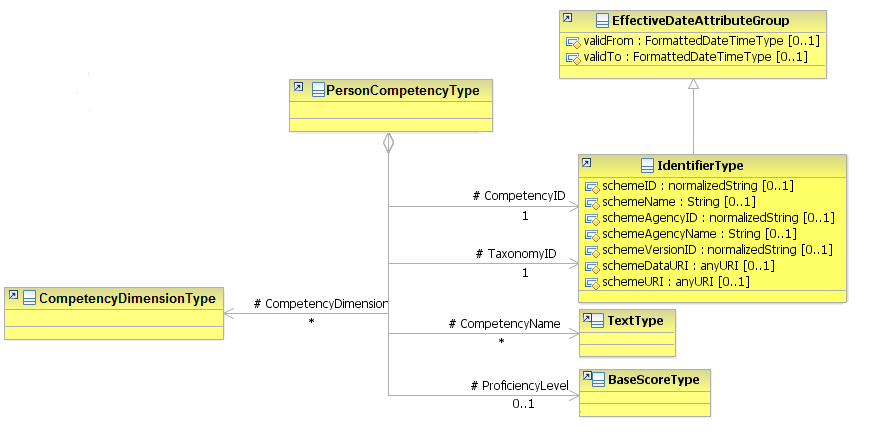 EffectiveDateAttributeGroup
validFrom : FormattedDateTimeType [0..1]
validTo : FormattedDateTimeType [0..1]
PersonCompetencyType
IdentifierType
schemeID : normalizedString [0..1]
schemeName : String [0..1]
schemeAgencyID : normalizedString [0..1]
schemeAgencyName : String [0..1]
schemeVersionID : normalizedString [0..1]
schemeDataURI : anyURI [0..1]
schemeURI : anyURI [0..1]
# CompetencyID
1
# TaxonomyID
1
CompetencyDimensionType
# CompetencyDimension
*
# CompetencyName
*
TextType
# ProficiencyLevel
0..1
BaseScoreType